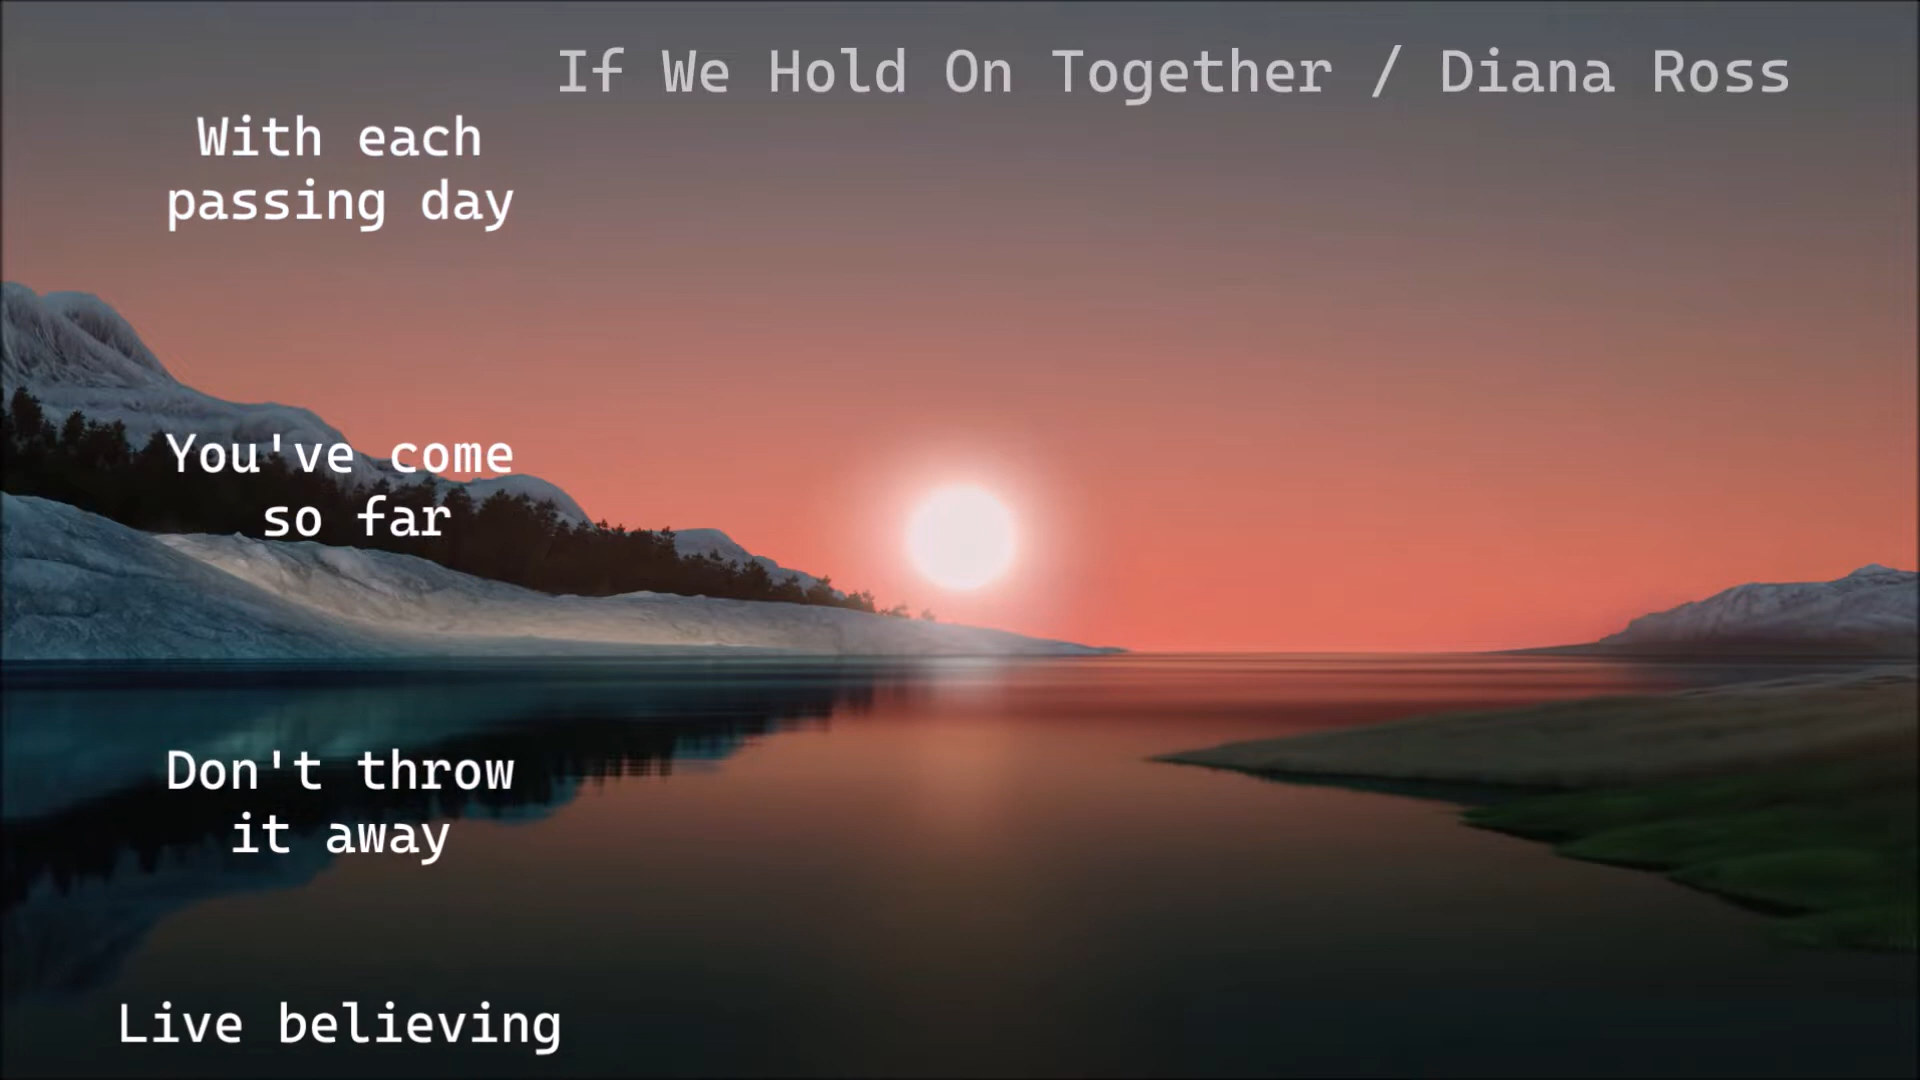 If We Hold On Together / Diana Ross
With each
passing day
You've come
so far
Don't throw
it away
Live believing